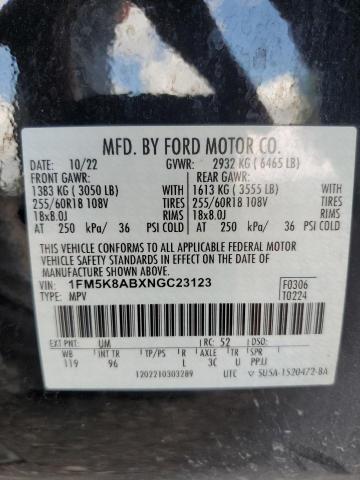 MFD. BY FORD MOTOR CO.
DATE: 10/22 GVWR: 2932 KG (6465 LB)
FRONT GAWR: REAR GAWR:
1383 KG (3050 LB) WITH 1613 KG (3555 LB) WITH
255/60R18 108V TIRES 255/60R18 108V TIRES
18x8.0J RIMS 18x8.0J RIMS
AT 250 kPa/ 36 PSI COLD AT 250 kPa/ 36 PSI COLD
THIS VEHICLE CONFORMS TO ALL APPLICABLE FEDERAL MOTOR
VEHICLE SAFETY STANDARDS IN EFFECT ON THE DATE OF
MANUFACTURE SHOWN ABOVE.
VIN: 1FM5K8ABXNGC23123 F0306
TYPE: MPV T0224
EXT PNT: UM RC: 52 DSO:
WB INT TR TP/PS R AXLE TR SPR
119 96 L 3C U PP.LI
1202210303289 UTC 5U5A-1520472-BA